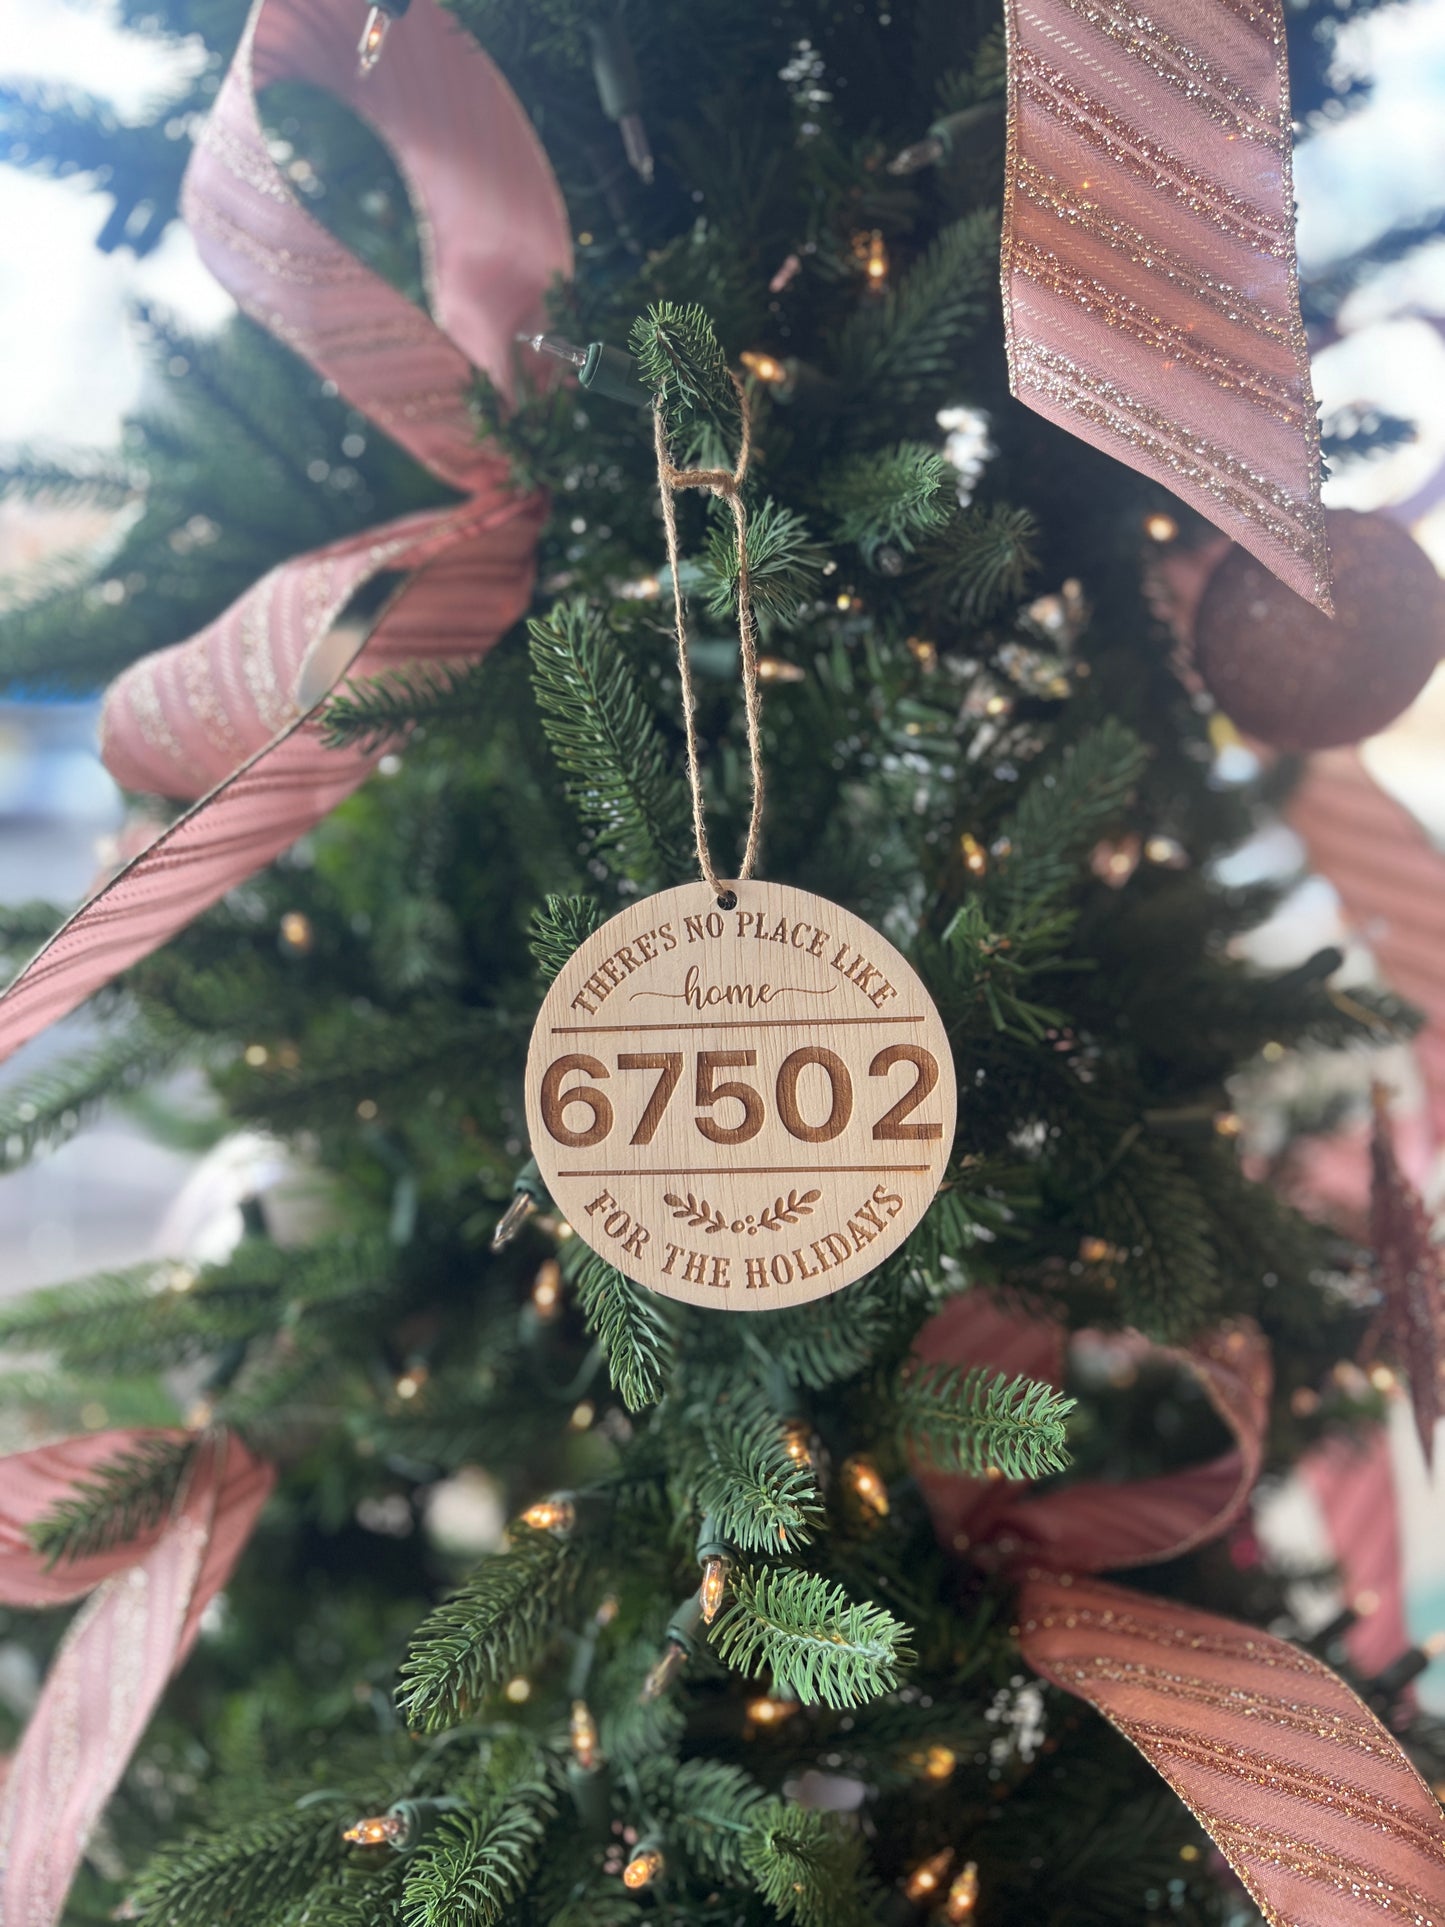 THERE'S NO PLACE LIKE
home
67502
FOR THE HOLIDAYS